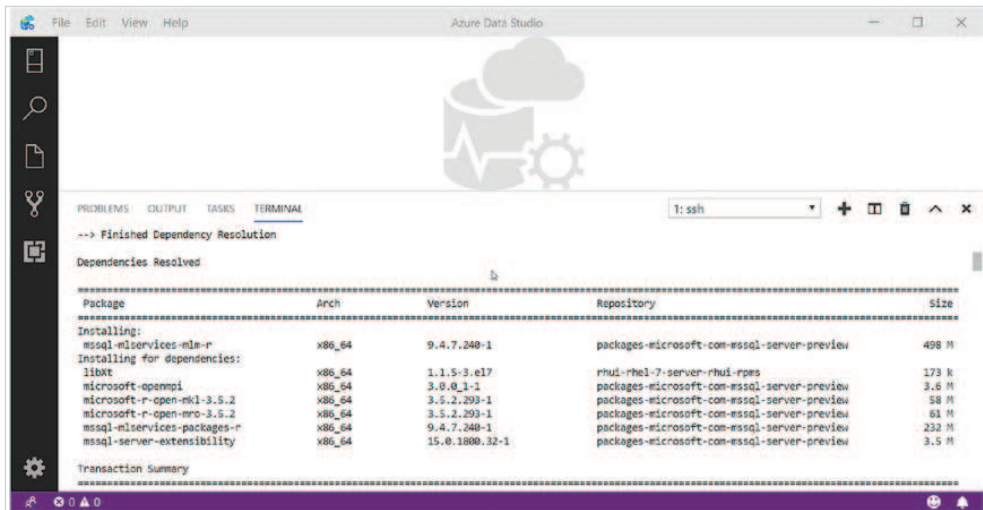 File Edit View Help Azure Data Studio
PROBLEMS OUTPUT TASKS TERMINAL 1: ssh
--> Finished Dependency Resolution
Dependencies Resolved
================================================================================
Package Arch Version Repository Size
================================================================================
Installing:
mssql-mlservices-mlm-r x86_64 9.4.7.240-1 packages-microsoft-com-mssql-server-preview 498 M
Installing for dependencies:
libXt x86_64 1.1.5-3.el7 rhui-rhel-7-server-rhui-rpms 173 k
microsoft-openmpi x86_64 3.0.0_1-1 packages-microsoft-com-mssql-server-preview 3.6 M
microsoft-r-open-mkl-3.5.2 x86_64 3.5.2.293-1 packages-microsoft-com-mssql-server-preview 58 M
microsoft-r-open-mro-3.5.2 x86_64 3.5.2.293-1 packages-microsoft-com-mssql-server-preview 61 M
mssql-mlservices-packages-r x86_64 9.4.7.240-1 packages-microsoft-com-mssql-server-preview 232 M
mssql-server-extensibility x86_64 15.0.1800.32-1 packages-microsoft-com-mssql-server-preview 3.5 M
Transaction Summary
================================================================================
0 0